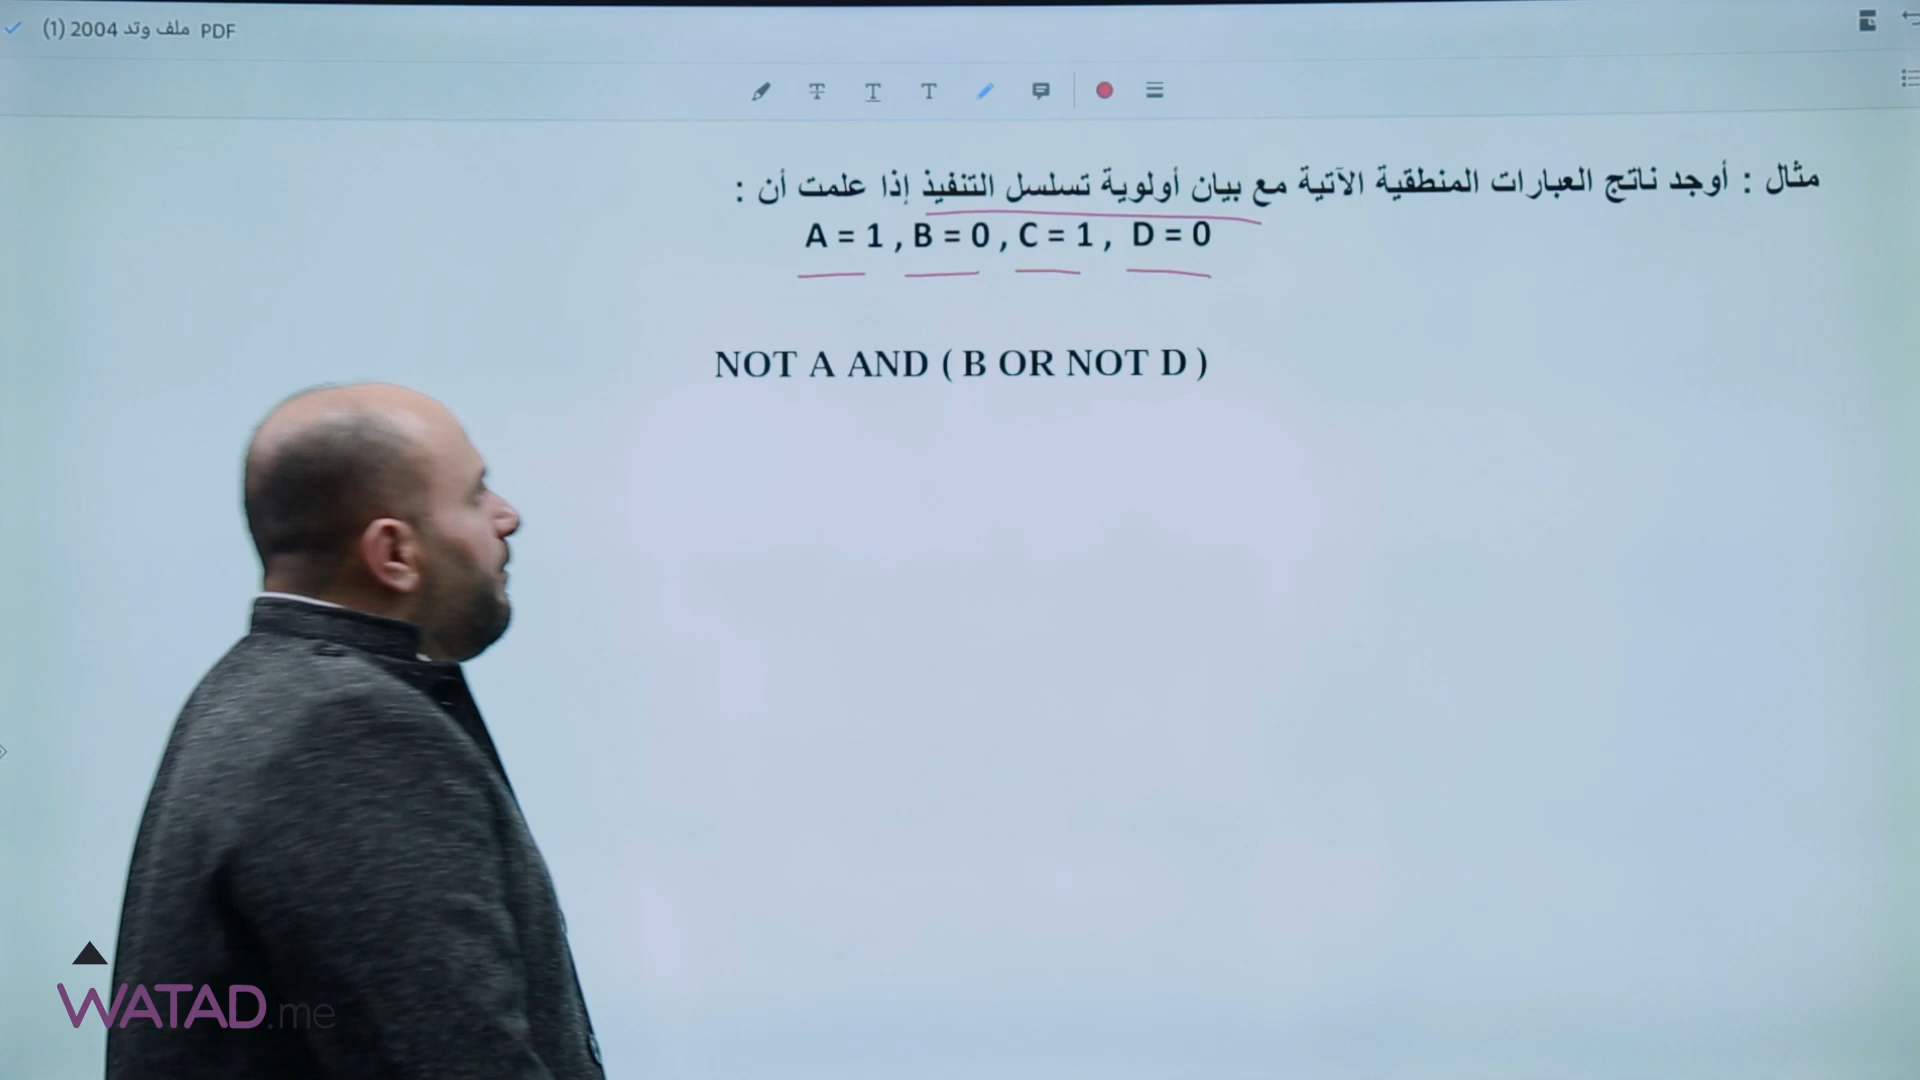 ملف وتد 2004 (1) PDF
مثال : أوجد ناتج العبارات المنطقية الآتية مع بيان أولوية تسلسل التنفيذ إذا علمت أن :
A = 1 , B = 0 , C = 1 , D = 0
NOT A AND ( B OR NOT D )
WATAD.me